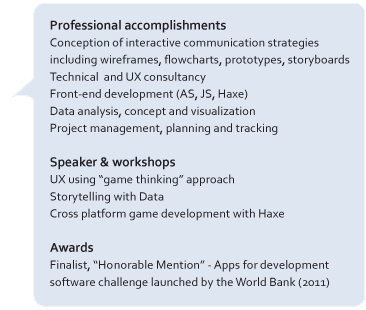 Professional accomplishments
Conception of interactive communication strategies
including wireframes, flowcharts, prototypes, storyboards
Technical and UX consultancy
Front-end development (AS, JS, Haxe)
Data analysis, concept and visualization
Project management, planning and tracking
Speaker & workshops
UX using “game thinking” approach
Storytelling with Data
Cross platform game development with Haxe
Awards
Finalist, “Honorable Mention” - Apps for development
software challenge launched by the World Bank (2011)